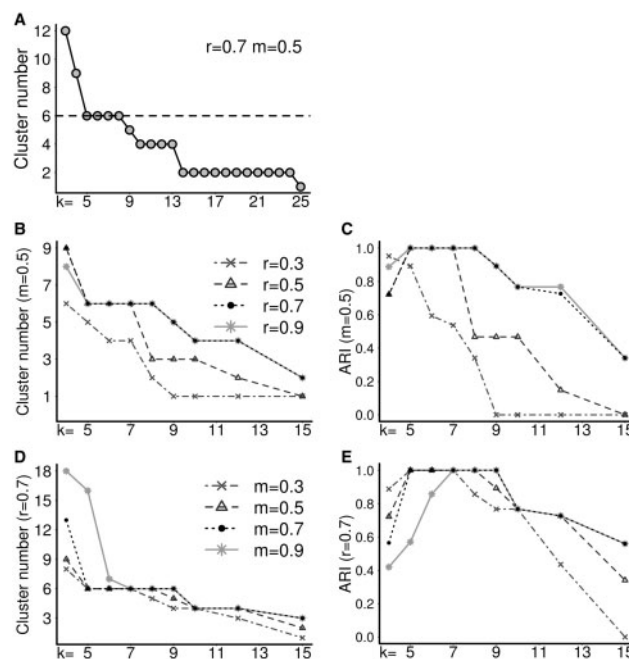 A
r=0.7 m=0.5
Cluster number
12
10
8
6
4
2
k= 5 9 13 17 21 25
B
Cluster number (m=0.5)
9
7
5
3
1
r=0.3
r=0.5
r=0.7
r=0.9
k= 5 7 9 11 13 15
C
ARI (m=0.5)
1.0
0.8
0.6
0.4
0.2
0.0
k= 5 7 9 11 13 15
D
Cluster number (r=0.7)
18
15
12
9
6
3
m=0.3
m=0.5
m=0.7
m=0.9
k= 5 7 9 11 13 15
E
ARI (r=0.7)
1.0
0.8
0.6
0.4
0.2
0.0
k= 5 7 9 11 13 15